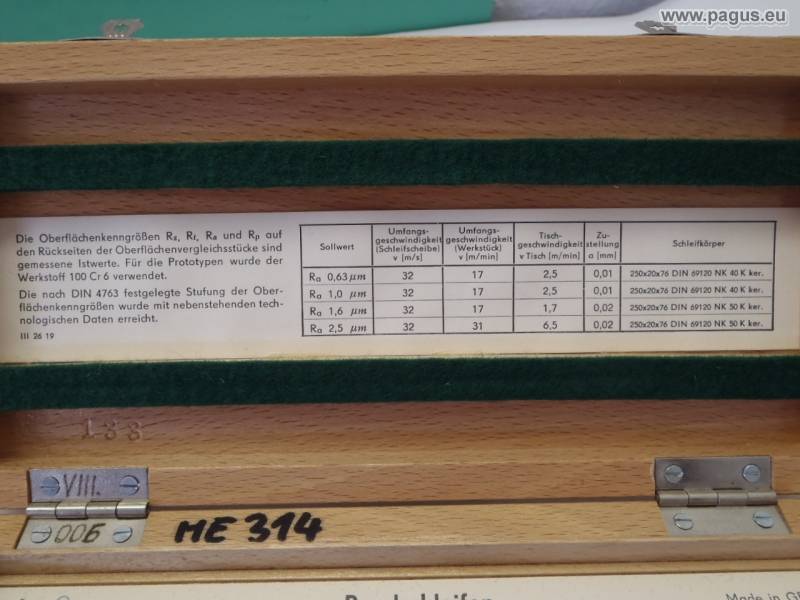 www.pagus.eu
Die Oberflächenkenngrößen Rz, Rt, Ra und Rp auf
den Rückseiten der Oberflächenvergleichsstücke sind
gemessene Istwerte. Für die Prototypen wurde der
Werkstoff 100 Cr 6 verwendet.
Die nach DIN 4763 festgelegte Stufung der Ober-
flächenkenngrößen wurde mit nebenstehenden tech-
nologischen Daten erreicht.
III 26 19
Sollwert Umfangs- geschwindigkeit (Schleifscheibe) v [m/s] Umfangs- geschwindigkeit (Werkstück) v [m/min] Tisch- geschwindigkeit v Tisch [m/min] Zu- stellung a [mm] Schleifkörper
Ra 0,63 µm 32 17 2,5 0,01 250x20x76 DIN 69120 NK 40 K ker.
Ra 1,0 µm 32 17 2,5 0,01 250x20x76 DIN 69120 NK 40 K ker.
Ra 1,6 µm 32 17 1,7 0,02 250x20x76 DIN 69120 NK 50 K ker.
Ra 2,5 µm 32 31 6,5 0,02 250x20x76 DIN 69120 NK 50 K ker.
133
VIII.
006
ME 314
Made in